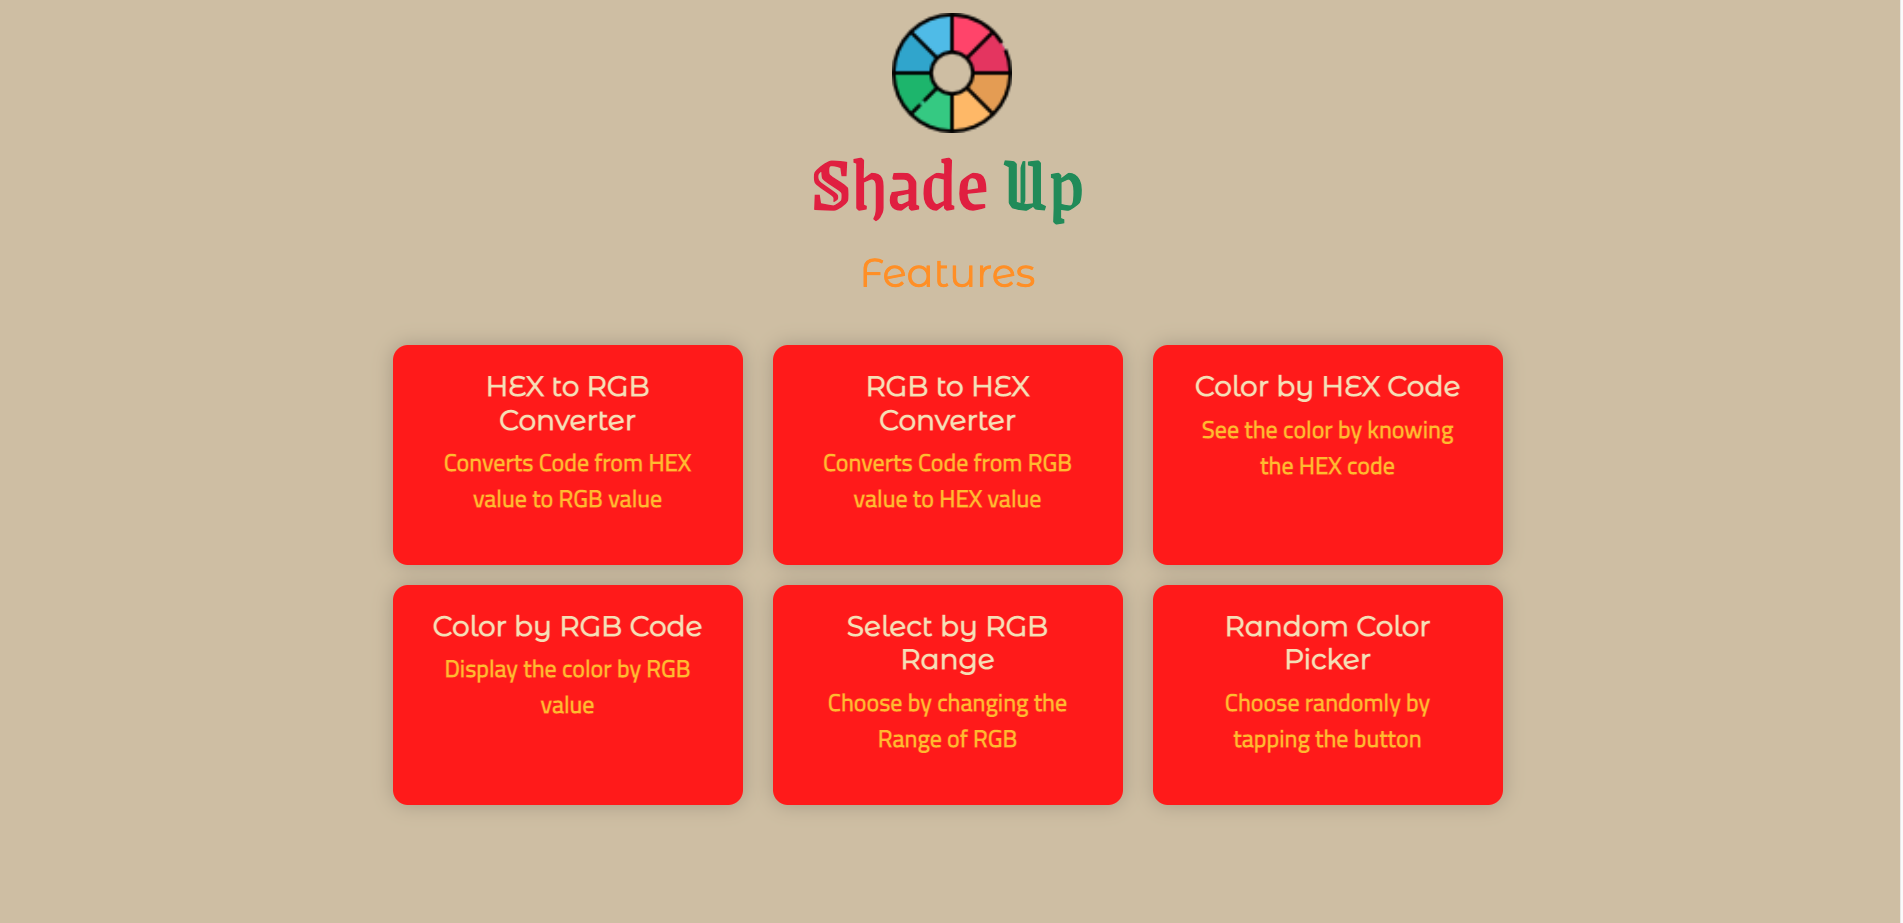 Shade Up
Features
HEX to RGB
Converter
Converts Code from HEX
value to RGB value
RGB to HEX
Converter
Converts Code from RGB
value to HEX value
Color by HEX Code
See the color by knowing
the HEX code
Color by RGB Code
Display the color by RGB
value
Select by RGB
Range
Choose by changing the
Range of RGB
Random Color
Picker
Choose randomly by
tapping the button